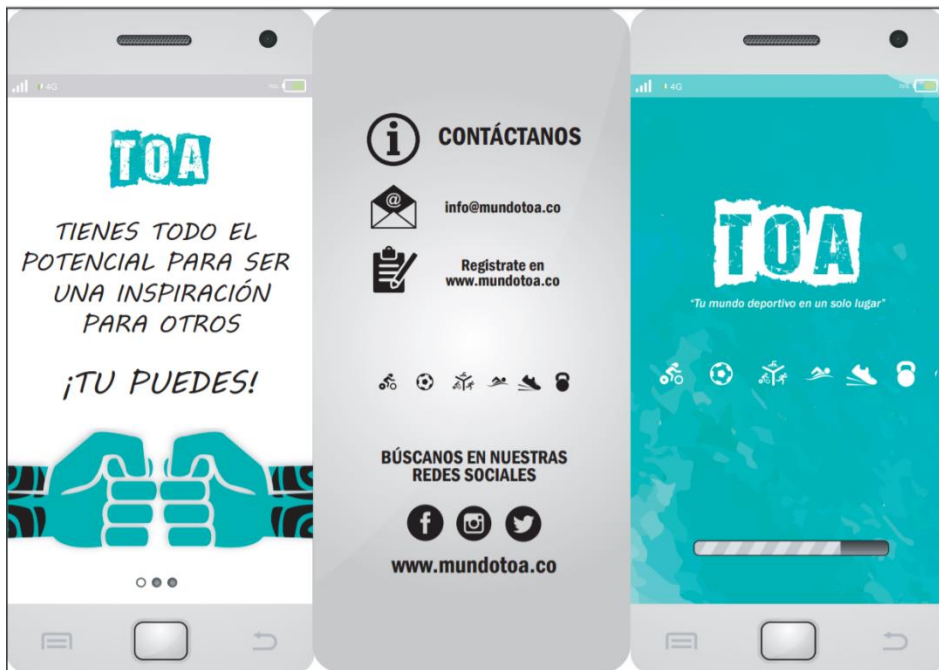 4G
TOA
TIENES TODO EL
POTENCIAL PARA SER
UNA INSPIRACIÓN
PARA OTROS
¡TU PUEDES!
CONTÁCTANOS
@
info@mundotoa.co
Registrate en
www.mundotoa.co
BÚSCANOS EN NUESTRAS
REDES SOCIALES
www.mundotoa.co
4G
TOA
"Tu mundo deportivo en un solo lugar"